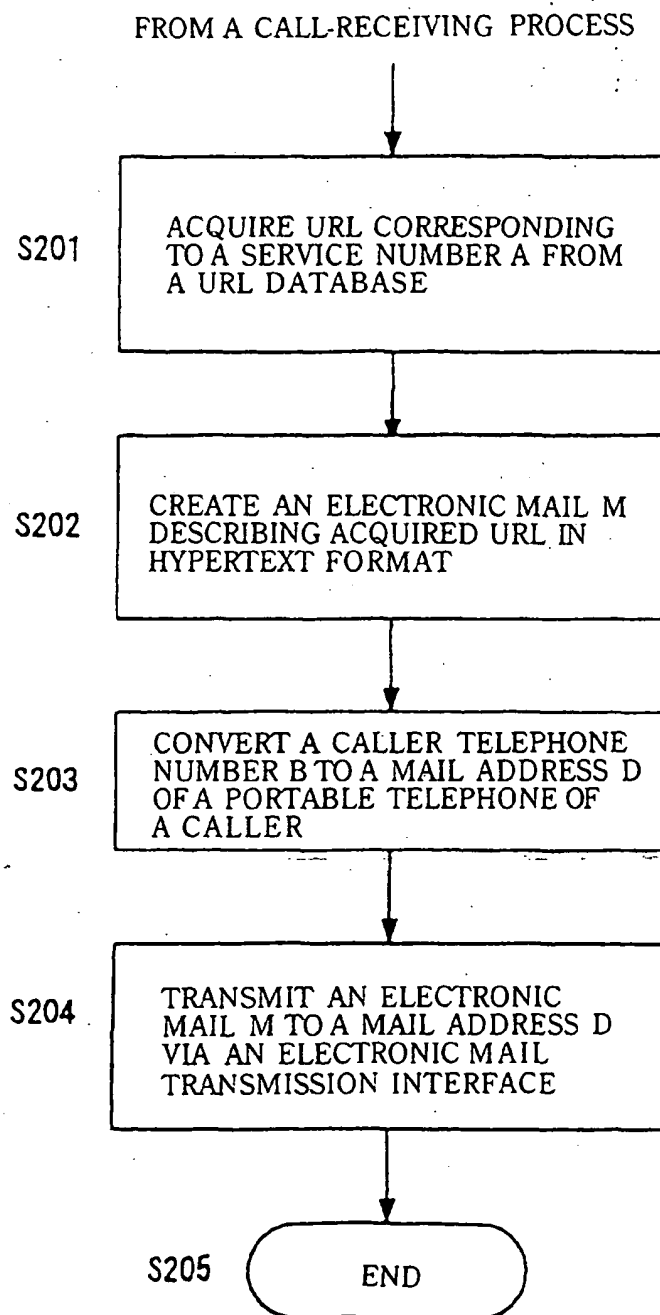 FROM A CALL-RECEIVING PROCESS
S201
ACQUIRE URL CORRESPONDING
TO A SERVICE NUMBER A FROM
A URL DATABASE
S202
CREATE AN ELECTRONIC MAIL M
DESCRIBING ACQUIRED URL IN
HYPERTEXT FORMAT
S203
CONVERT A CALLER TELEPHONE
NUMBER B TO A MAIL ADDRESS D
OF A PORTABLE TELEPHONE OF
A CALLER
S204
TRANSMIT AN ELECTRONIC
MAIL M TO A MAIL ADDRESS D
VIA AN ELECTRONIC MAIL
TRANSMISSION INTERFACE
S205
END